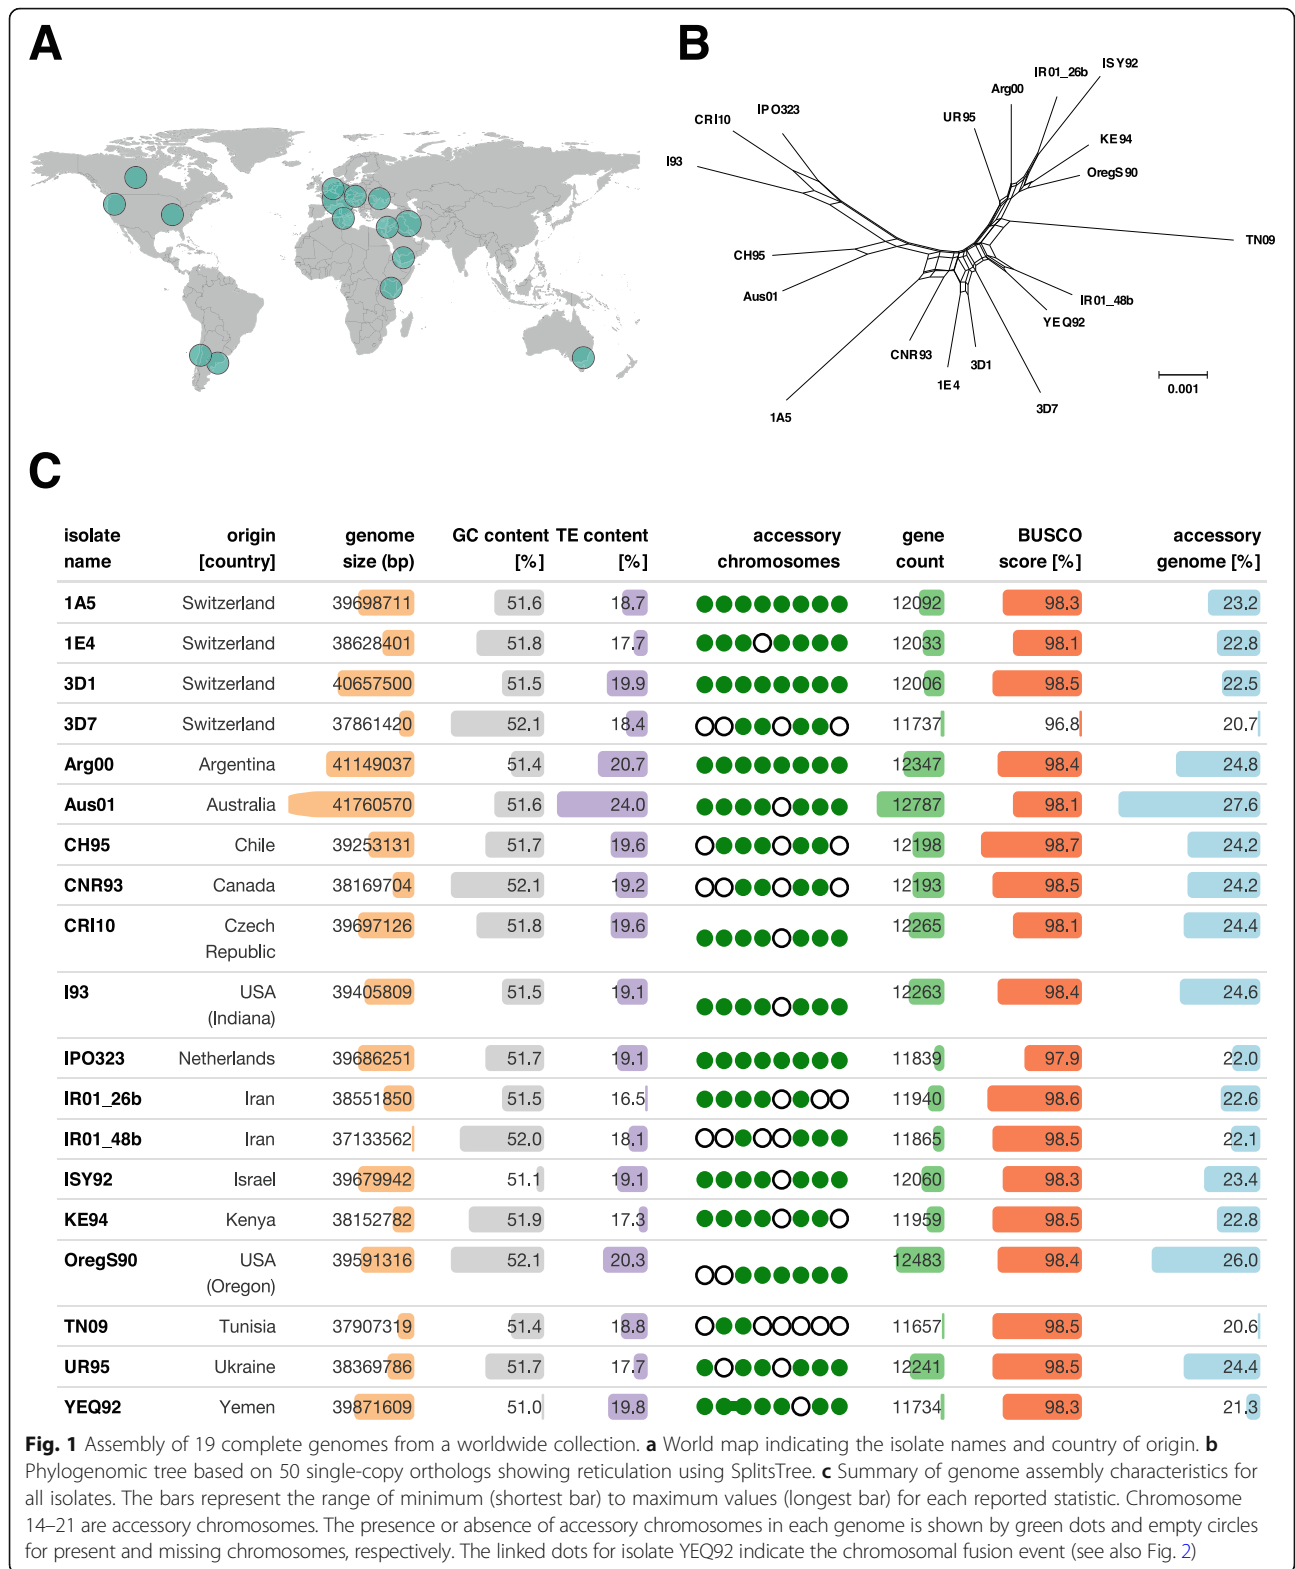 A
B
ISY92
IR01_26b
Arg00
IPO323
UR95
CRI10
KE94
I93
OregS90
TN09
CH95
Aus01
IR01_48b
YEQ92
CNR93
3D1
1E4
0.001
3D7
1A5
C
isolate name origin [country] genome size (bp) GC content [%] TE content [%] accessory chromosomes gene count BUSCO score [%] accessory genome [%]
1A5 Switzerland 39698711 51.6 18.7 12092 98.3 23.2
1E4 Switzerland 38628401 51.8 17.7 12033 98.1 22.8
3D1 Switzerland 40657500 51.5 19.9 12006 98.5 22.5
3D7 Switzerland 37861420 52.1 18.4 11737 96.8 20.7
Arg00 Argentina 41149037 51.4 20.7 12347 98.4 24.8
Aus01 Australia 41760570 51.6 24.0 12787 98.1 27.6
CH95 Chile 39253131 51.7 19.6 12198 98.7 24.2
CNR93 Canada 38169704 52.1 19.2 12193 98.5 24.2
CRI10 Czech 39697126 51.8 19.6 12265 98.1 24.4
Republic
I93 USA 39405809 51.5 19.1 12263 98.4 24.6
(Indiana)
IPO323 Netherlands 39686251 51.7 19.1 11839 97.9 22.0
IR01_26b Iran 38551850 51.5 16.5 11940 98.6 22.6
IR01_48b Iran 37133562 52.0 18.1 11865 98.5 22.1
ISY92 Israel 39679942 51.1 19.1 12060 98.3 23.4
KE94 Kenya 38152782 51.9 17.3 11959 98.5 22.8
OregS90 USA 39591316 52.1 20.3 12483 98.4 26.0
(Oregon)
TN09 Tunisia 37907319 51.4 18.8 11657 98.5 20.6
UR95 Ukraine 38369786 51.7 17.7 12241 98.5 24.4
YEQ92 Yemen 39871609 51.0 19.8 11734 98.3 21.3
Fig. 1 Assembly of 19 complete genomes from a worldwide collection. a World map indicating the isolate names and country of origin. b
Phylogenomic tree based on 50 single-copy orthologs showing reticulation using SplitsTree. c Summary of genome assembly characteristics for
all isolates. The bars represent the range of minimum (shortest bar) to maximum values (longest bar) for each reported statistic. Chromosome
14–21 are accessory chromosomes. The presence or absence of accessory chromosomes in each genome is shown by green dots and empty circles
for present and missing chromosomes, respectively. The linked dots for isolate YEQ92 indicate the chromosomal fusion event (see also Fig. 2)